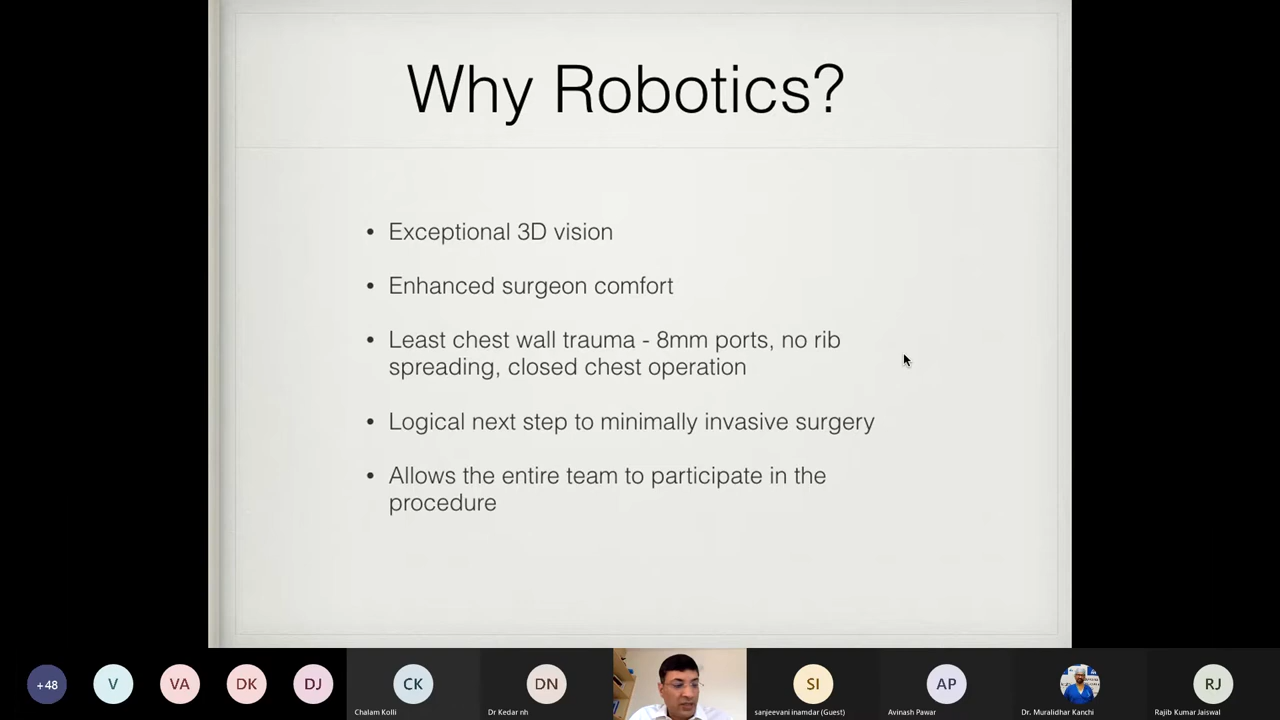 Why Robotics?
• Exceptional 3D vision
• Enhanced surgeon comfort
• Least chest wall trauma - 8mm ports, no rib
spreading, closed chest operation
• Logical next step to minimally invasive surgery
• Allows the entire team to participate in the
procedure
+48
V
VA
DK
DJ
CK
DN
SI
AP
RJ
Chalam Kolli
Dr Kedar nh
sanjeevani inamdar (Guest)
Avinash Pawar
Dr. Muralidhar Kanchi
Rajib Kumar Jaiswal